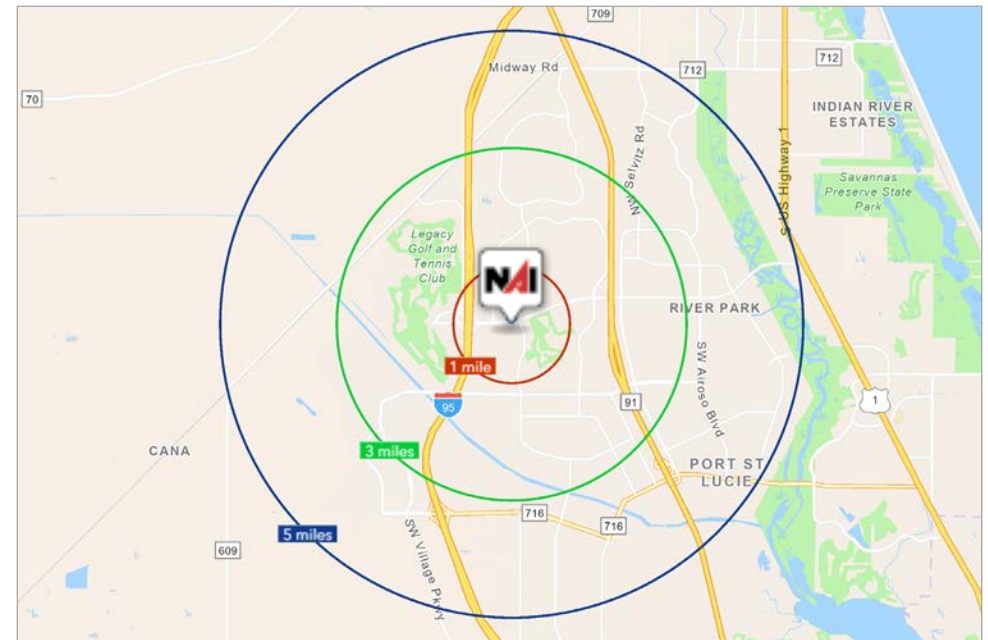 709
Midway Rd
712
712
70
INDIAN RIVER
ESTATES
NW Selvitz Rd
S US Highway 1
Savannas
Preserve State
Park
Legacy
Golf and
Tennis
Club
NAI
RIVER PARK
1 mile
SW Airoso Blvd
95
91
1
3 miles
CANA
PORT ST
LUCIE
716
716
5 miles
609
SW Village Pkwy